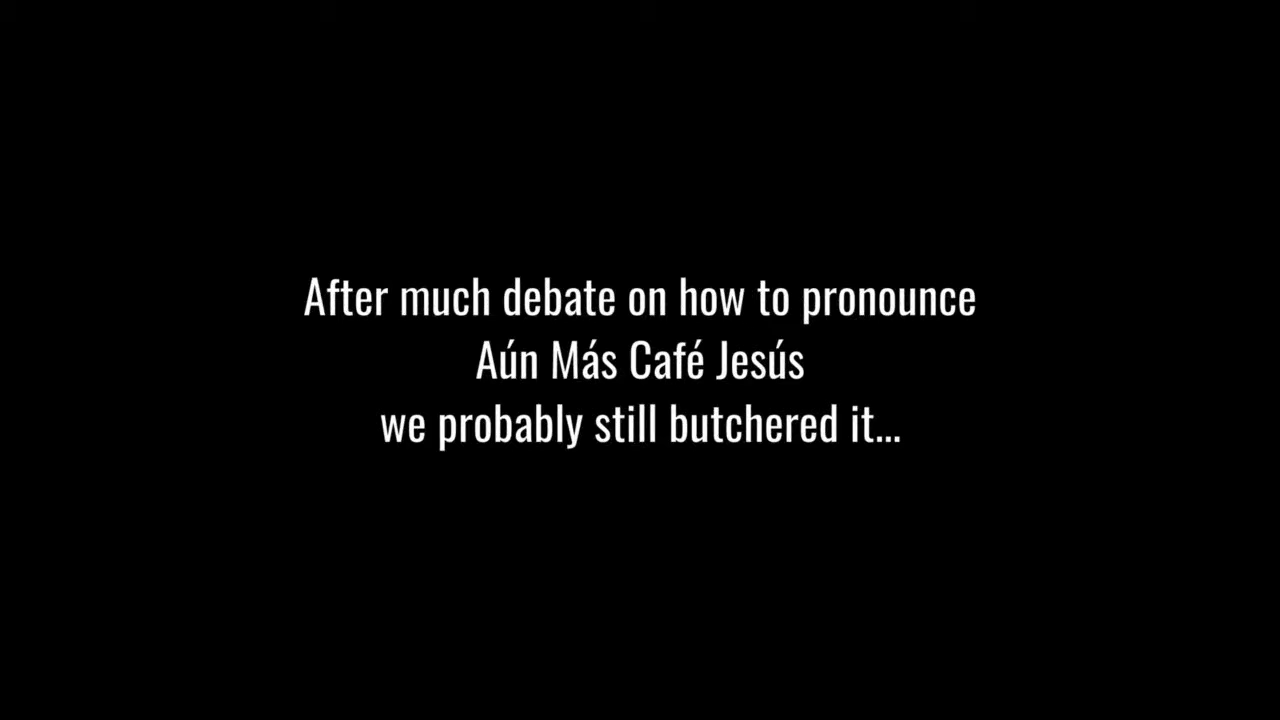 After much debate on how to pronounce
Aún Más Café Jesús
we probably still butchered it...